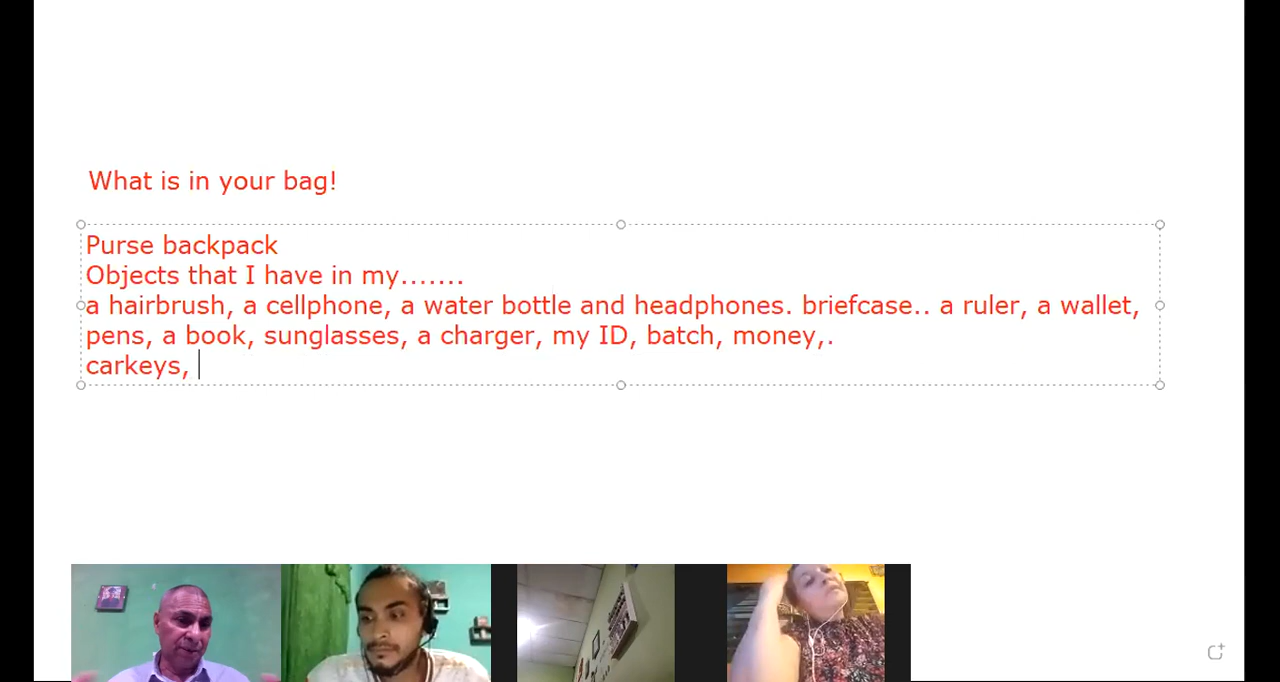 What is in your bag!
Purse backpack
Objects that I have in my.......
a hairbrush, a cellphone, a water bottle and headphones. briefcase.. a ruler, a wallet,
pens, a book, sunglasses, a charger, my ID, batch, money,.
carkeys,